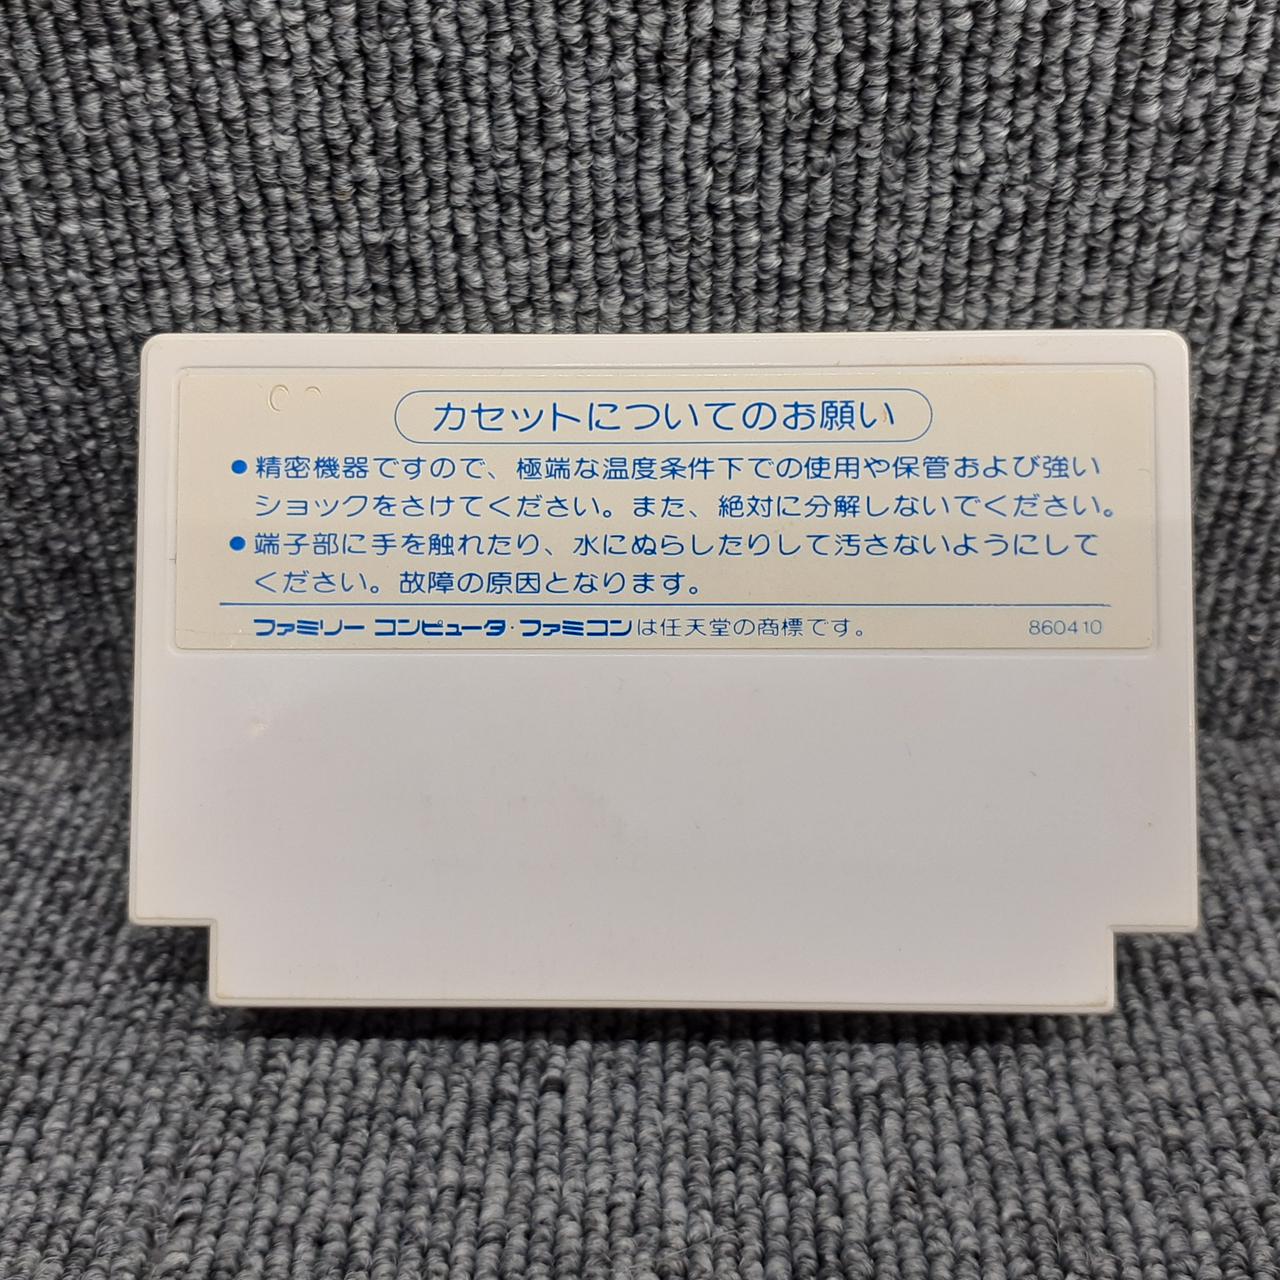 カセットについてのお願い
●精密機器ですので、極端な温度条件下での使用や保管および強い
ショックをさけてください。また、絶対に分解しないでください。
●端子部に手を触れたり、水にぬらしたりして汚さないようにして
ください。故障の原因となります。
ファミリー コンピュータ・ファミコンは任天堂の商標です。 860410